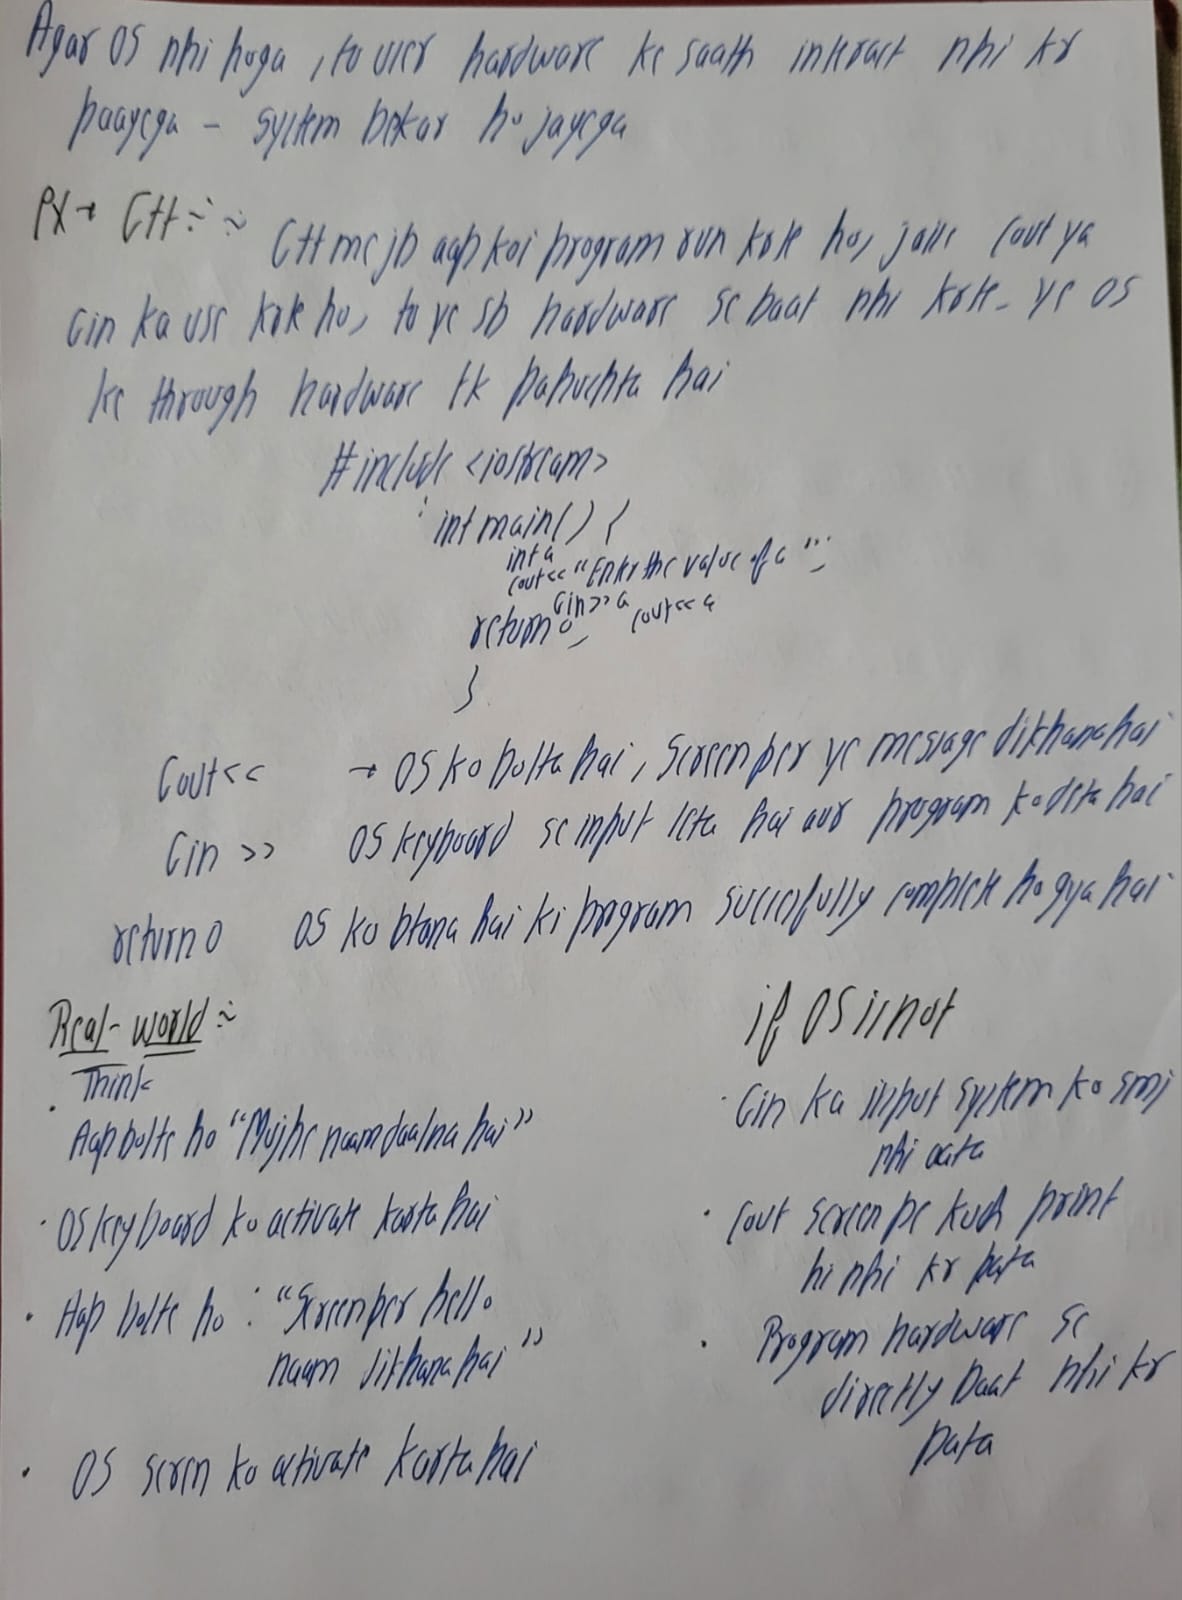 Agar OS nhi hoga, to user hardware ke saath interact nhi kr
paayega - system bekar ho jayega
EX → C++ :~
C++ me jb aap koi program run krte ho, jaise cout ya
Cin ka use krte ho, to ye sb hardware se baat nhi krte - ye OS
ke through hardware tk pahuchta hai
#include <iostream>
int main() {
int a
cout<< "Enter the value of a ";
Cin>>a
cout<<a
return 0;
}
Cout<< → OS ko bolta hai, Screen per ye message dikhana hai
Cin >> OS keyboard se input leta hai aur program ko deta hai
return 0 OS ko btana hai ki program successfully complete ho gya hai
Real-world :~
Think
• Aap bolte ho "Mujhe naam daalna hai"
• OS keyboard ko activate karta hai
• Aap bolte ho : "Screen per hello
naam dikhana hai"
• OS screen ko activate karta hai
if OS is not
• Cin ka input system ko smj
nhi aata
• Cout screen pe kuch print
hi nhi kr pata
• Program hardware se
directly baat nhi kr
pata